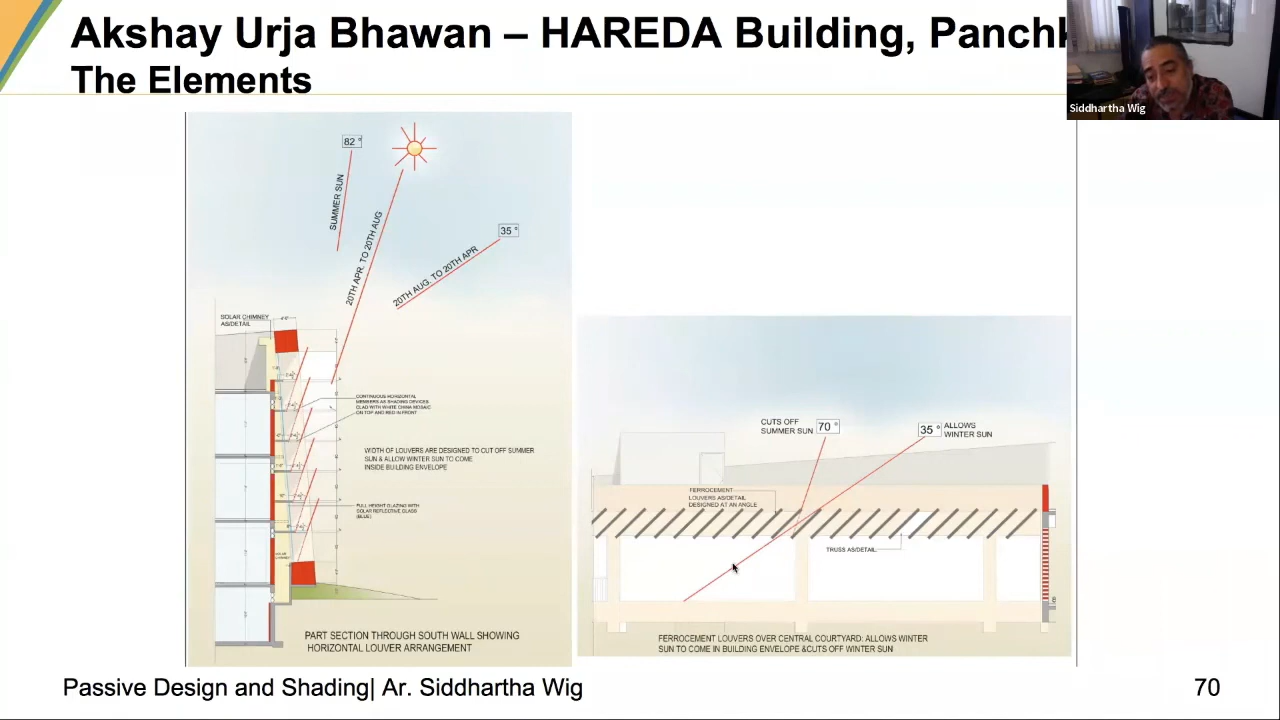 Akshay Urja Bhawan – HAREDA Building, Panchk
The Elements
Siddhartha Wig
82 °
SUMMER SUN
20TH APR. TO 20TH AUG
35 °
20TH AUG. TO 20TH APR
SOLAR CHIMNEY
AS/DETAIL
CONTINUOUS HORIZONTAL
MEMBERS AS SHADING DEVICES
CLAD WITH WHITE CHINA MOSAIC
ON TOP AND RED IN FRONT
WIDTH OF LOUVERS ARE DESIGNED TO CUT OFF SUMMER
SUN & ALLOW WINTER SUN TO COME
INSIDE BUILDING ENVELOPE
FULL HEIGHT GLAZING WITH
SOLAR REFLECTIVE GLASS
(BLUE)
SOLAR
CHIMNEY
PART SECTION THROUGH SOUTH WALL SHOWING
HORIZONTAL LOUVER ARRANGEMENT
CUTS OFF
SUMMER SUN
70 °
35 °
ALLOWS
WINTER SUN
FERROCEMENT
LOUVERS AS/DETAIL
DESIGNED AT AN ANGLE
TRUSS AS/DETAIL
FERROCEMENT LOUVERS OVER CENTRAL COURTYARD: ALLOWS WINTER
SUN TO COME IN BUILDING ENVELOPE &CUTS OFF WINTER SUN
Passive Design and Shading| Ar. Siddhartha Wig
70